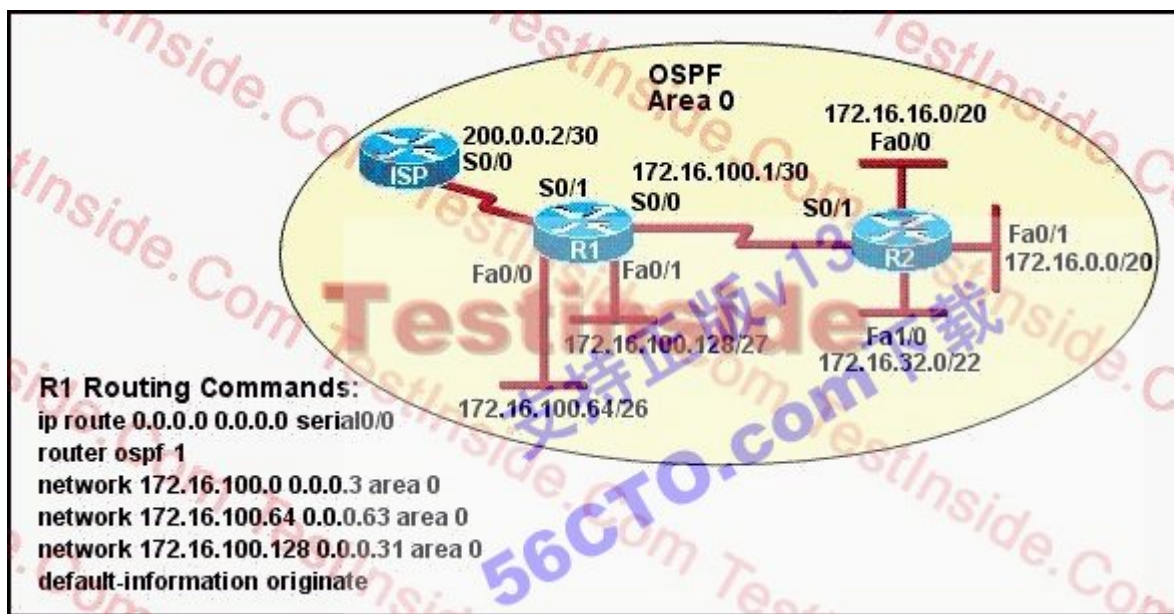 OSPF
Area 0
172.16.16.0/20
Fa0/0
200.0.0.2/30
S0/0
ISP
172.16.100.1/30
S0/1
S0/0
S0/1
R1
R2
Fa0/1
172.16.0.0/20
Fa0/0
Fa0/1
TestInside
172.16.100.128/27
Fa1/0
172.16.32.0/22
172.16.100.64/26
R1 Routing Commands:
ip route 0.0.0.0 0.0.0.0 serial0/0
router ospf 1
network 172.16.100.0 0.0.0.3 area 0
network 172.16.100.64 0.0.0.63 area 0
network 172.16.100.128 0.0.0.31 area 0
default-information originate
支持正版v13
56CTO.com下载
TestInside.Com TestInside.Com